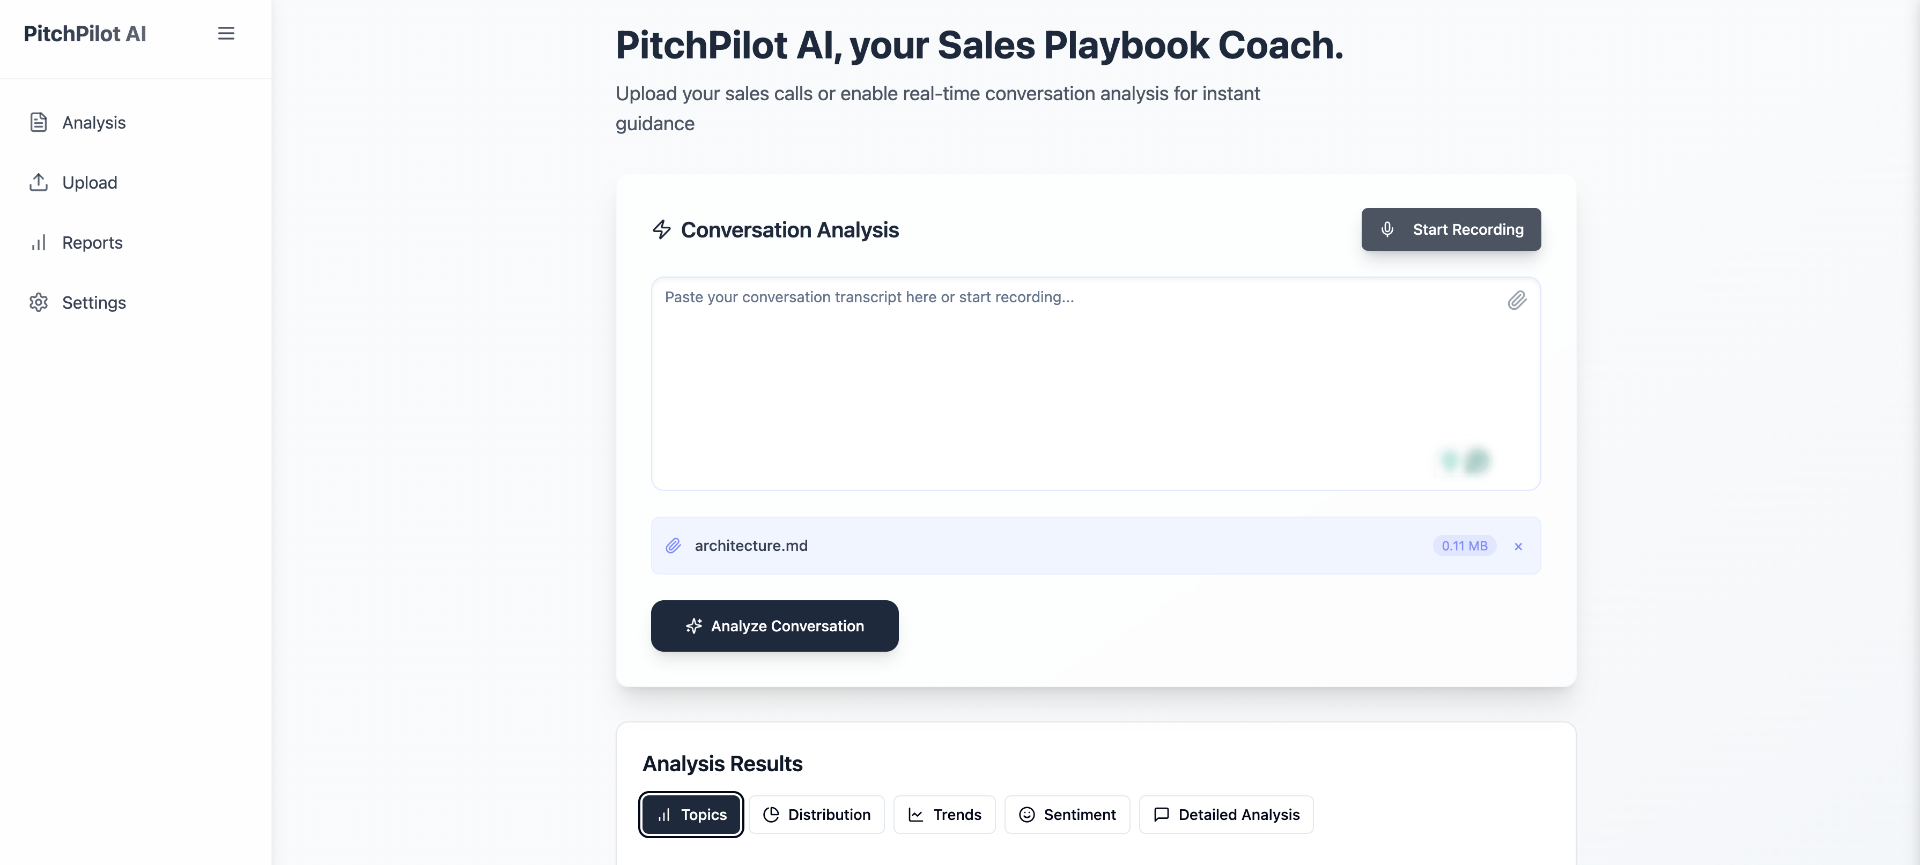 PitchPilot AI
Analysis
Upload
Reports
Settings
PitchPilot AI, your Sales Playbook Coach.
Upload your sales calls or enable real-time conversation analysis for instant
guidance
Conversation Analysis
Start Recording
Paste your conversation transcript here or start recording...
architecture.md
0.11 MB
×
Analyze Conversation
Analysis Results
Topics
Distribution
Trends
Sentiment
Detailed Analysis